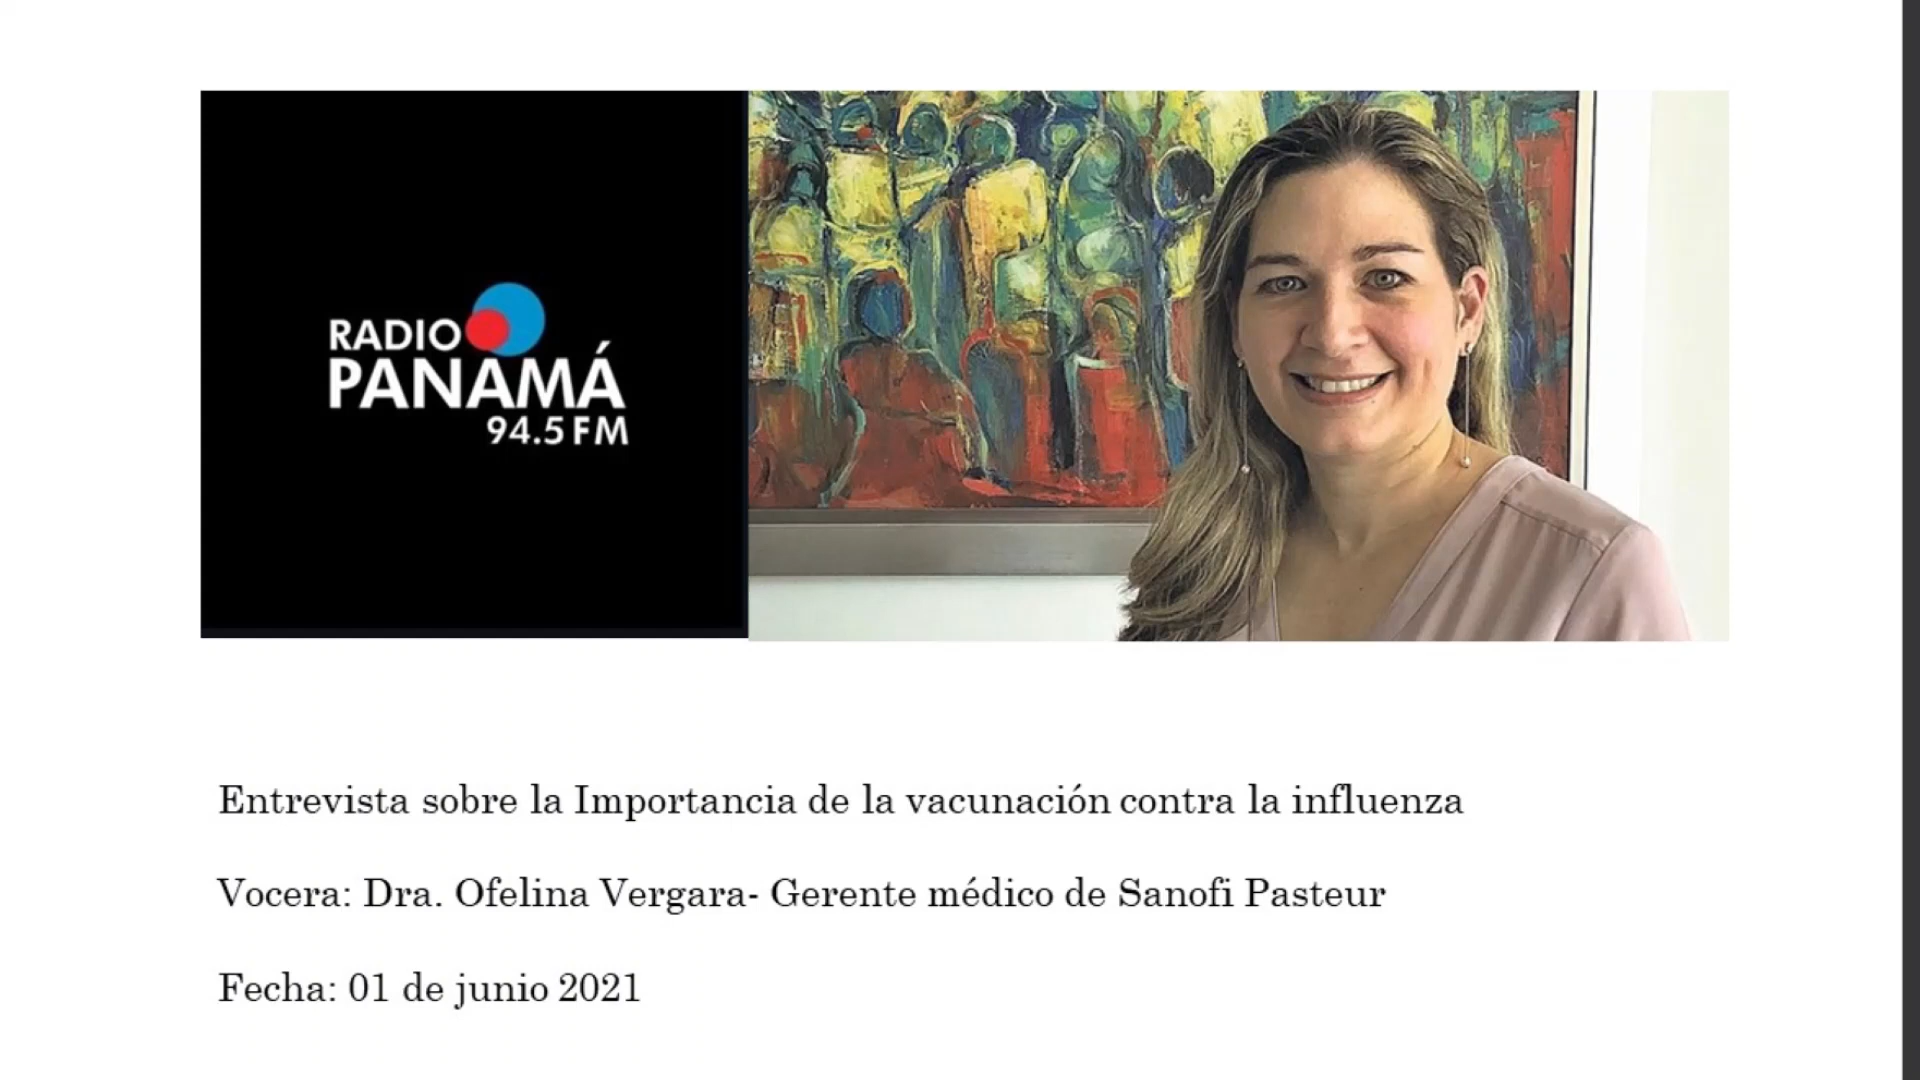 RADIO
PANAMÁ
94.5 FM
Entrevista sobre la Importancia de la vacunación contra la influenza
Vocera: Dra. Ofelina Vergara- Gerente médico de Sanofi Pasteur
Fecha: 01 de junio 2021